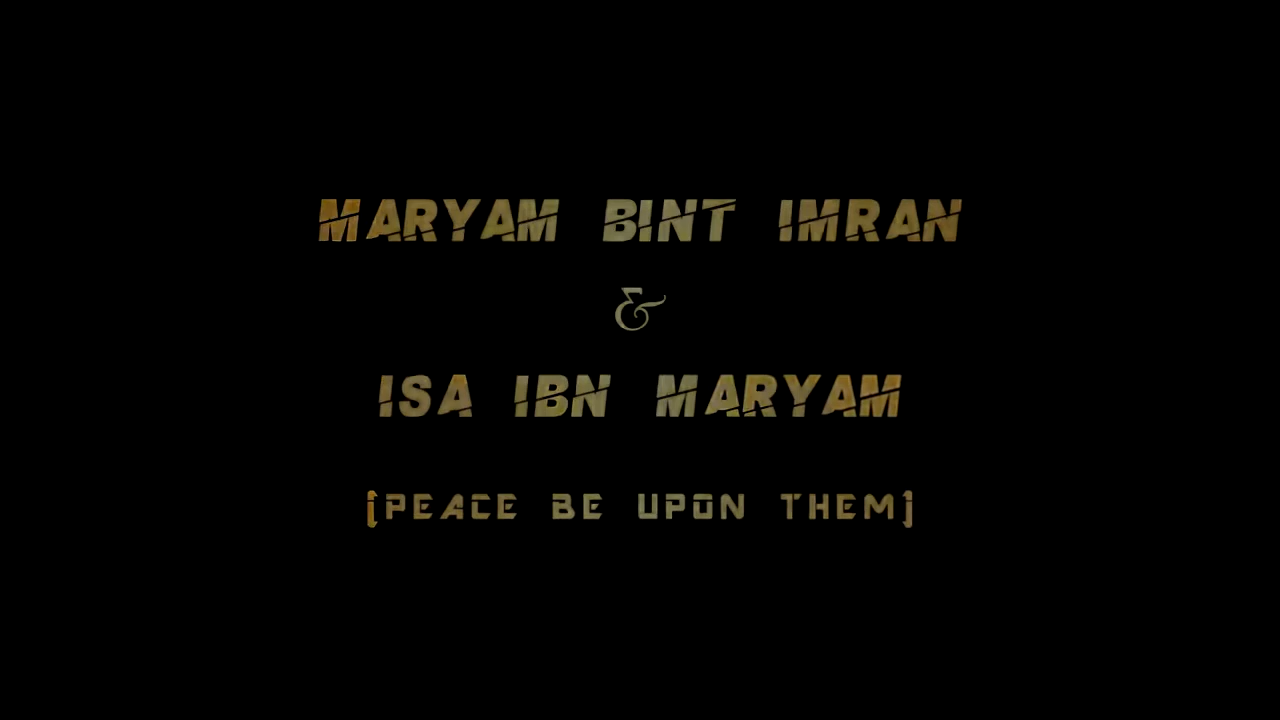 MARYAM BINT IMRAN
&
ISA IBN MARYAM
[PEACE BE UPON THEM]